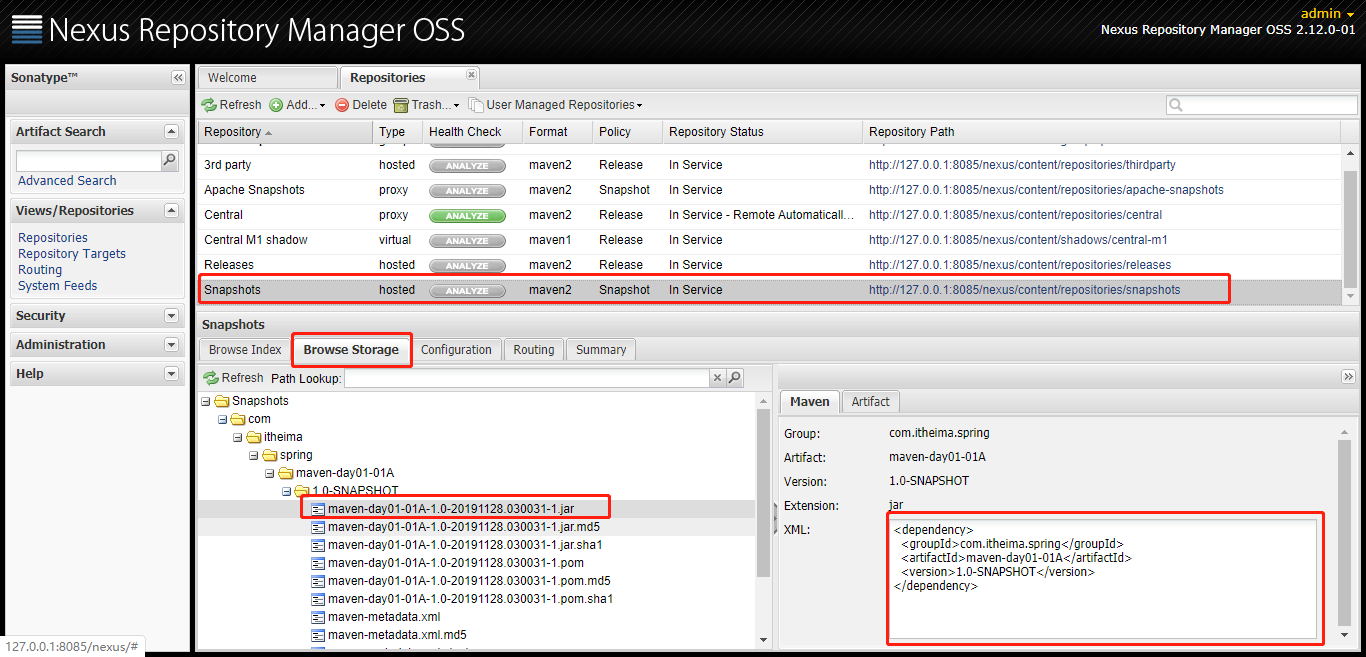 Nexus Repository Manager OSS
admin
Nexus Repository Manager OSS 2.12.0-01
Sonatype™
Artifact Search
Advanced Search
Views/Repositories
Repositories
Repository Targets
Routing
System Feeds
Security
Administration
Help
Welcome
Repositories
Refresh Add... Delete Trash... User Managed Repositories
Repository Type Health Check Format Policy Repository Status Repository Path
3rd party hosted ANALYZE maven2 Release In Service http://127.0.0.1:8085/nexus/content/repositories/thirdparty
Apache Snapshots proxy ANALYZE maven2 Snapshot In Service http://127.0.0.1:8085/nexus/content/repositories/apache-snapshots
Central proxy ANALYZE maven2 Release In Service - Remote Automaticall... http://127.0.0.1:8085/nexus/content/repositories/central
Central M1 shadow virtual ANALYZE maven1 Release In Service http://127.0.0.1:8085/nexus/content/shadows/central-m1
Releases hosted ANALYZE maven2 Release In Service http://127.0.0.1:8085/nexus/content/repositories/releases
Snapshots hosted ANALYZE maven2 Snapshot In Service http://127.0.0.1:8085/nexus/content/repositories/snapshots
Snapshots
Browse Index Browse Storage Configuration Routing Summary
Refresh Path Lookup:
Snapshots
com
itheima
spring
maven-day01-01A
1.0-SNAPSHOT
maven-day01-01A-1.0-20191128.030031-1.jar
maven-day01-01A-1.0-20191128.030031-1.jar.md5
maven-day01-01A-1.0-20191128.030031-1.jar.sha1
maven-day01-01A-1.0-20191128.030031-1.pom
maven-day01-01A-1.0-20191128.030031-1.pom.md5
maven-day01-01A-1.0-20191128.030031-1.pom.sha1
maven-metadata.xml
maven-metadata.xml.md5
Maven Artifact
Group: com.itheima.spring
Artifact: maven-day01-01A
Version: 1.0-SNAPSHOT
Extension: jar
XML:
<dependency>
<groupId>com.itheima.spring</groupId>
<artifactId>maven-day01-01A</artifactId>
<version>1.0-SNAPSHOT</version>
</dependency>
127.0.0.1:8085/nexus/#